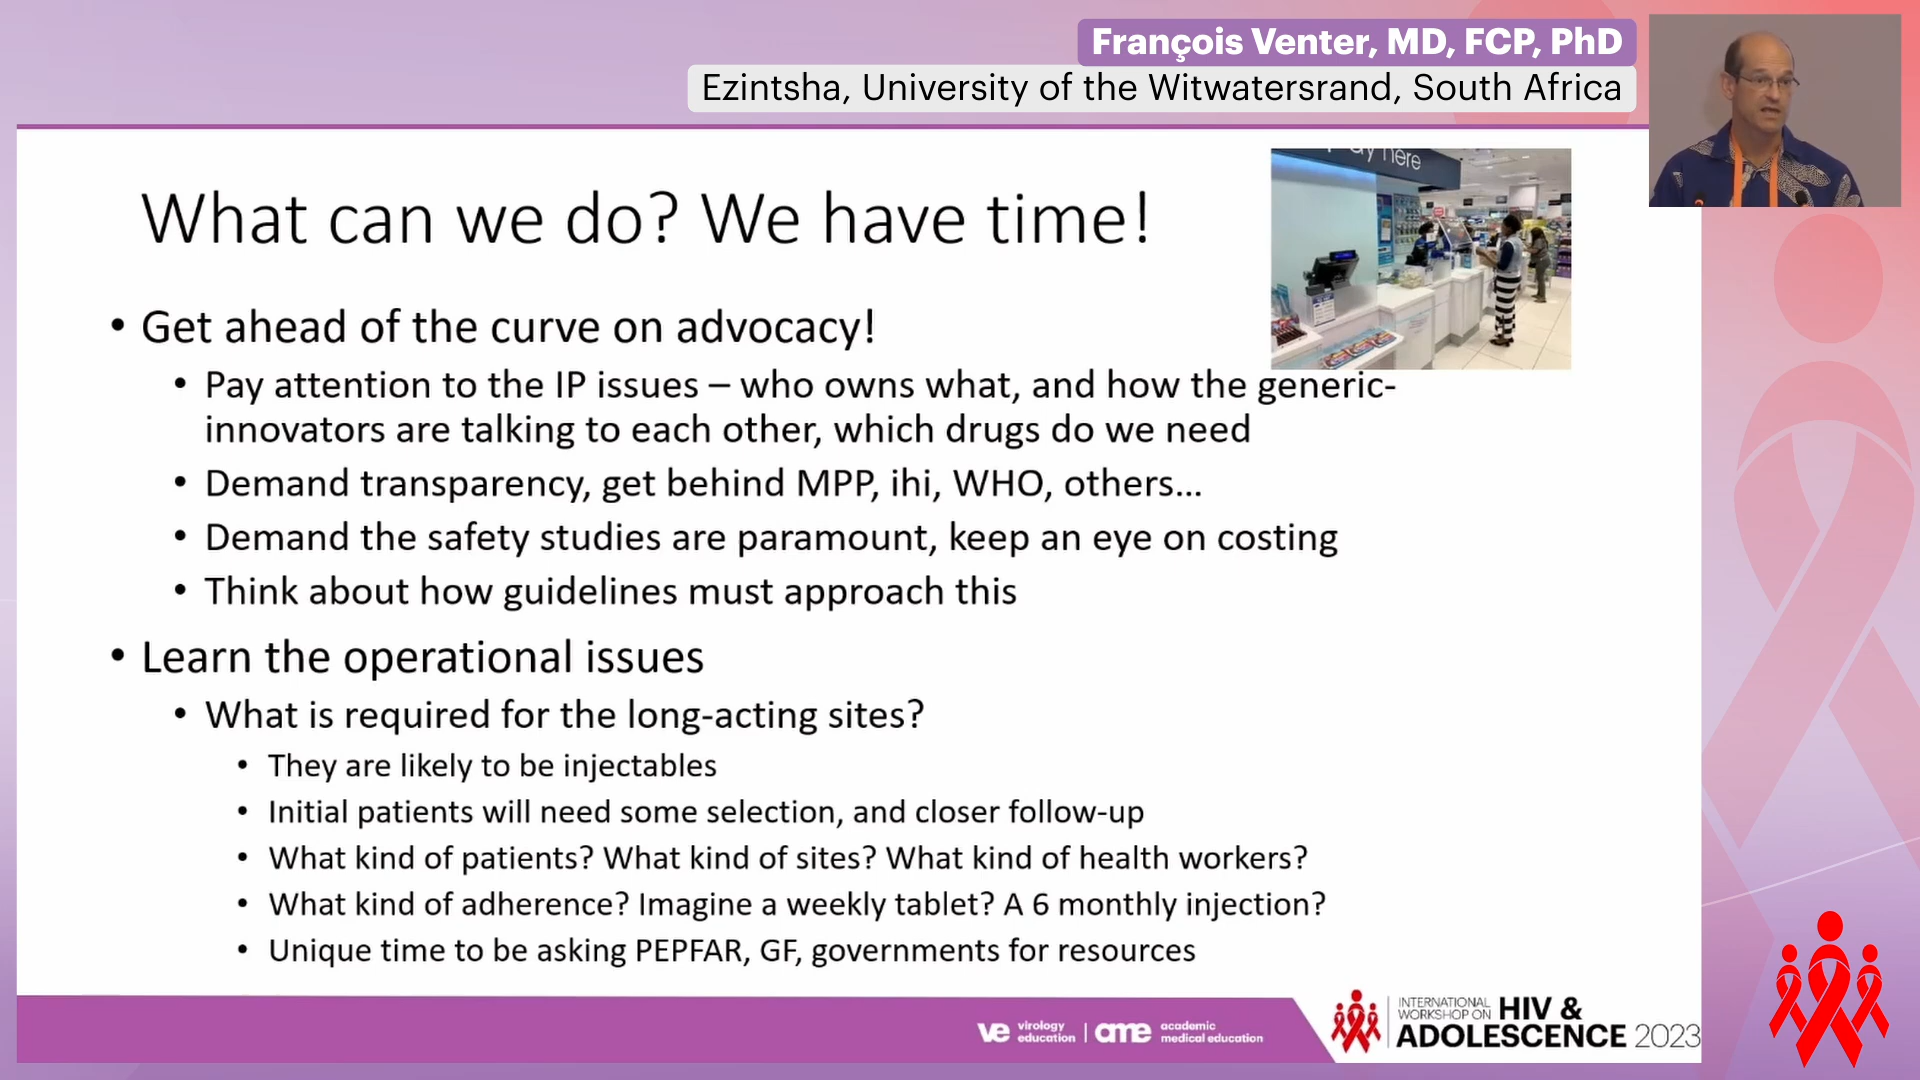 François Venter, MD, FCP, PhD
Ezintsha, University of the Witwatersrand, South Africa
here
What can we do? We have time!
• Get ahead of the curve on advocacy!
• Pay attention to the IP issues – who owns what, and how the generic-
innovators are talking to each other, which drugs do we need
• Demand transparency, get behind MPP, ihi, WHO, others…
• Demand the safety studies are paramount, keep an eye on costing
• Think about how guidelines must approach this
• Learn the operational issues
• What is required for the long-acting sites?
• They are likely to be injectables
• Initial patients will need some selection, and closer follow-up
• What kind of patients? What kind of sites? What kind of health workers?
• What kind of adherence? Imagine a weekly tablet? A 6 monthly injection?
• Unique time to be asking PEPFAR, GF, governments for resources
ve virology education | ame academic medical education
INTERNATIONAL WORKSHOP ON HIV &
ADOLESCENCE 2023